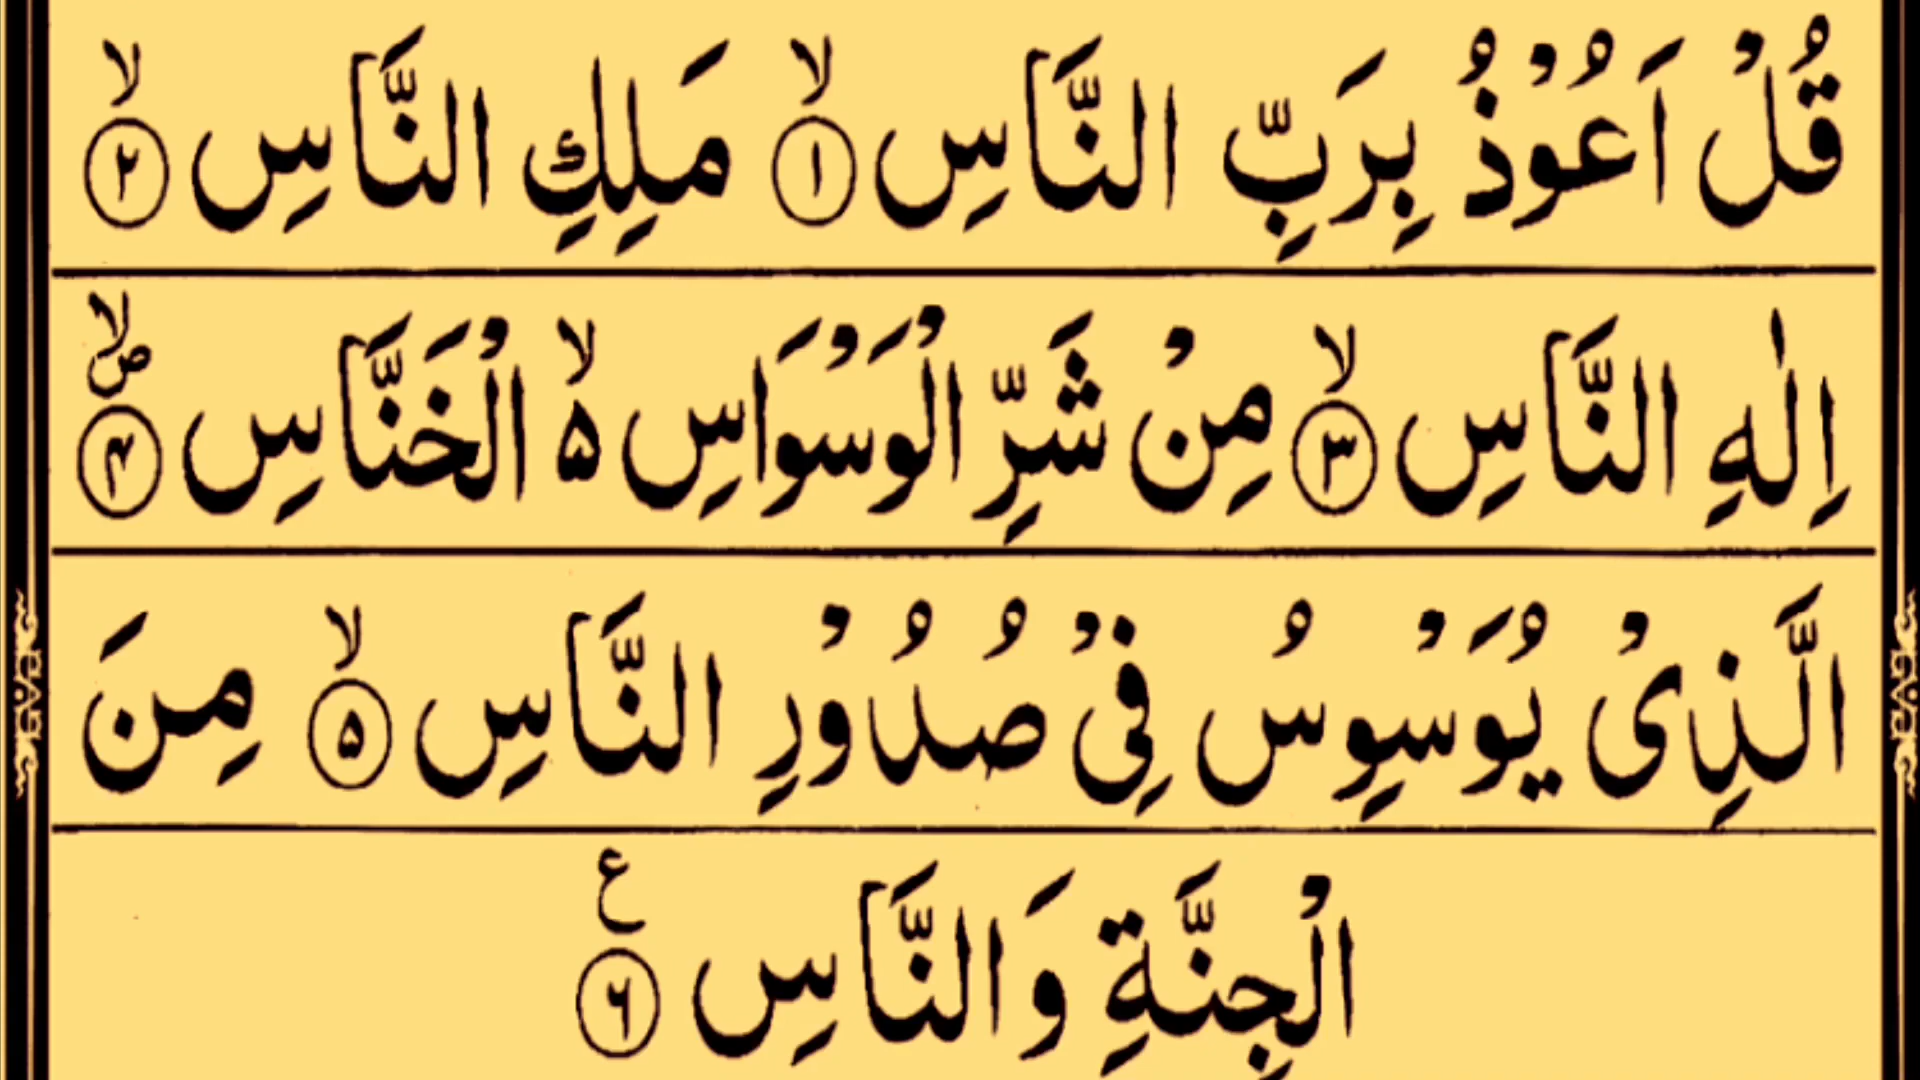 قُلْ اَعُوْذُ بِرَبِّ النَّاسِ ۙ﴿۱﴾ مَلِكِ النَّاسِ ۙ﴿۲﴾
اِلٰهِ النَّاسِ ۙ﴿۳﴾ مِنْ شَرِّ الْوَسْوَاسِ ۵ۙ الْخَنَّاسِ ۪ۙ﴿۴﴾
الَّذِیْ یُوَسْوِسُ فِیْ صُدُوْرِ النَّاسِ ۙ﴿۵﴾ مِنَ
الْجِنَّةِ وَ النَّاسِ ﴿۶﴾ ع